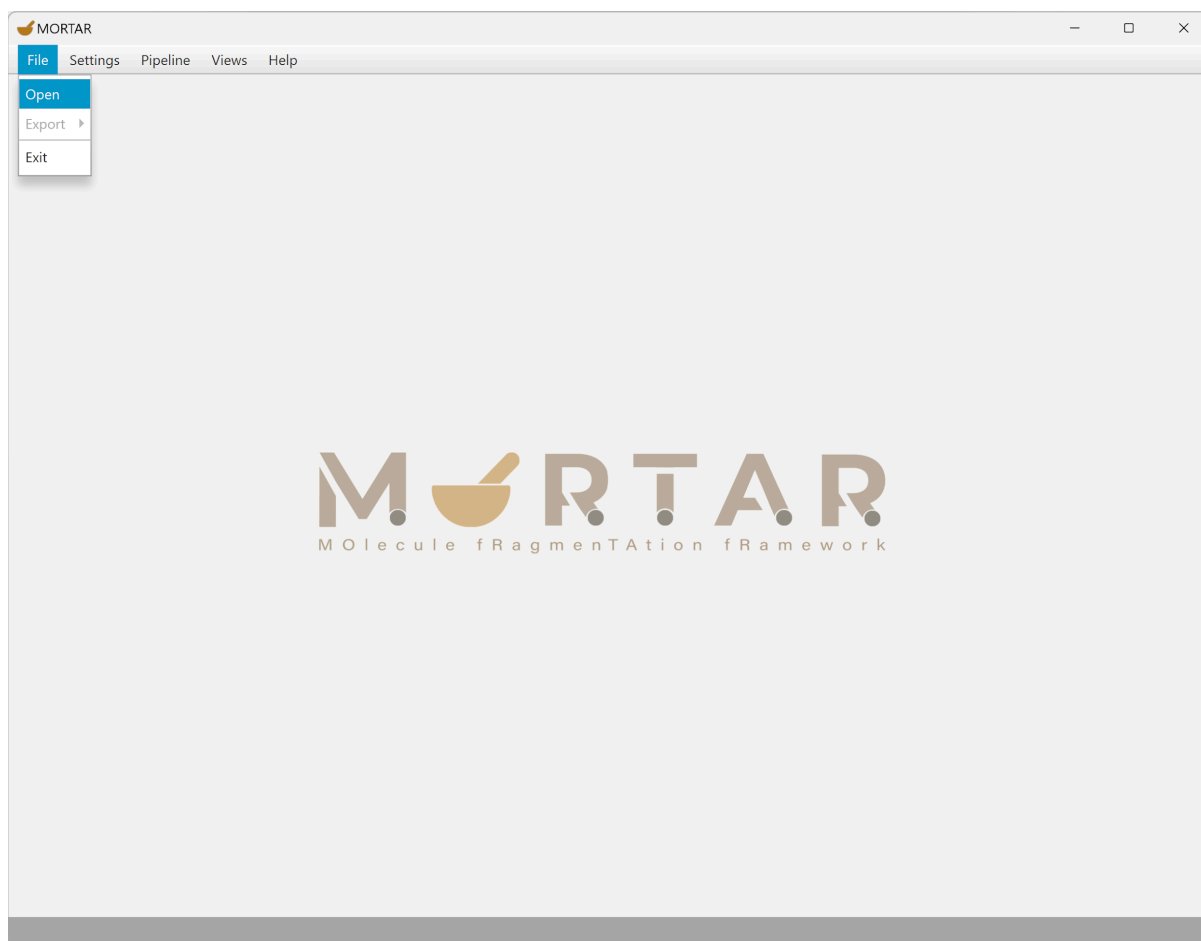 MORTAR
File Settings Pipeline Views Help
Open
Export
Exit
MORTAR
MOlecule fRagmenTAtion fRamework